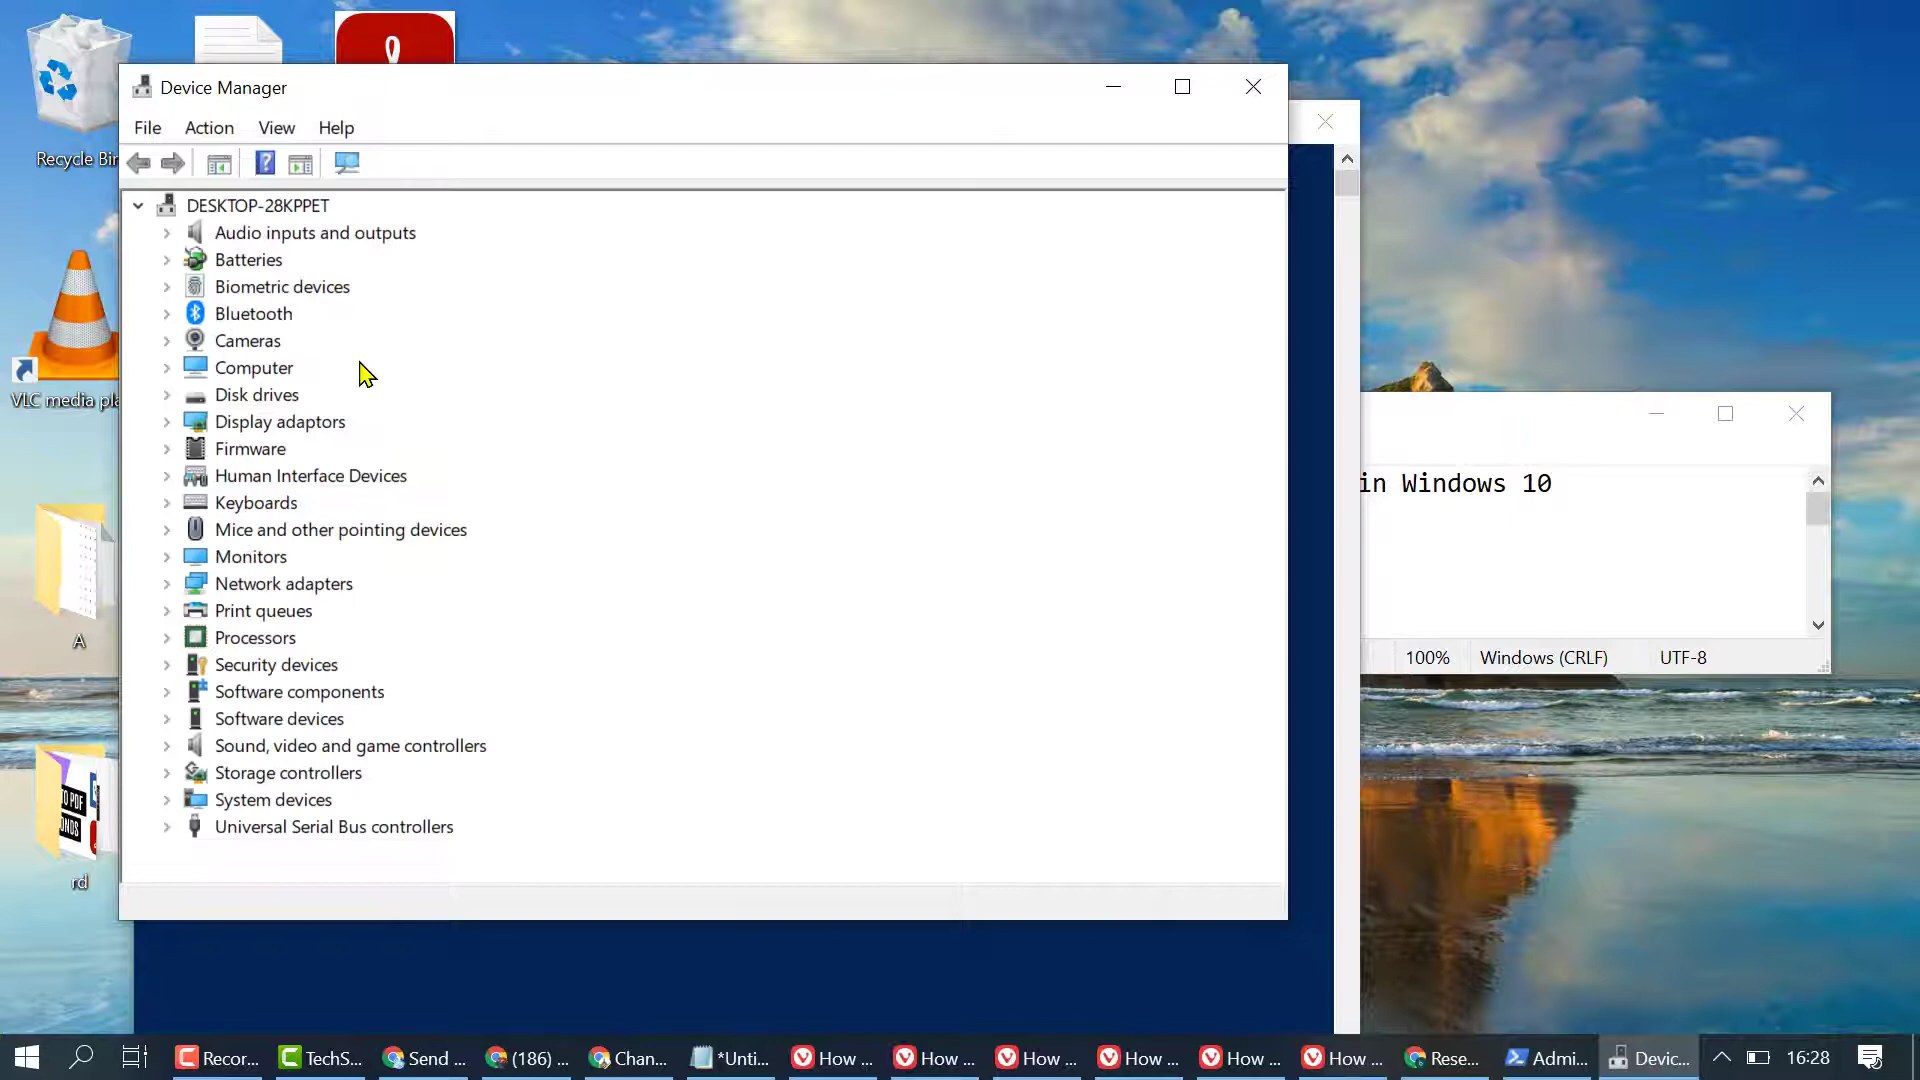 Recycle Bin
Device Manager
File Action View Help
DESKTOP-28KPPET
Audio inputs and outputs
Batteries
Biometric devices
Bluetooth
Cameras
Computer
Disk drives
Display adaptors
Firmware
Human Interface Devices
Keyboards
Mice and other pointing devices
Monitors
Network adapters
Print queues
Processors
Security devices
Software components
Software devices
Sound, video and game controllers
Storage controllers
System devices
Universal Serial Bus controllers
VLC media pla
A
TO PDF
ONDS
rd
in Windows 10
100% Windows (CRLF) UTF-8
Recor... TechS... Send ... (186) ... Chan... *Unti... How ... How ... How ... How ... How ... How ... Rese... Admi... Devic... 16:28